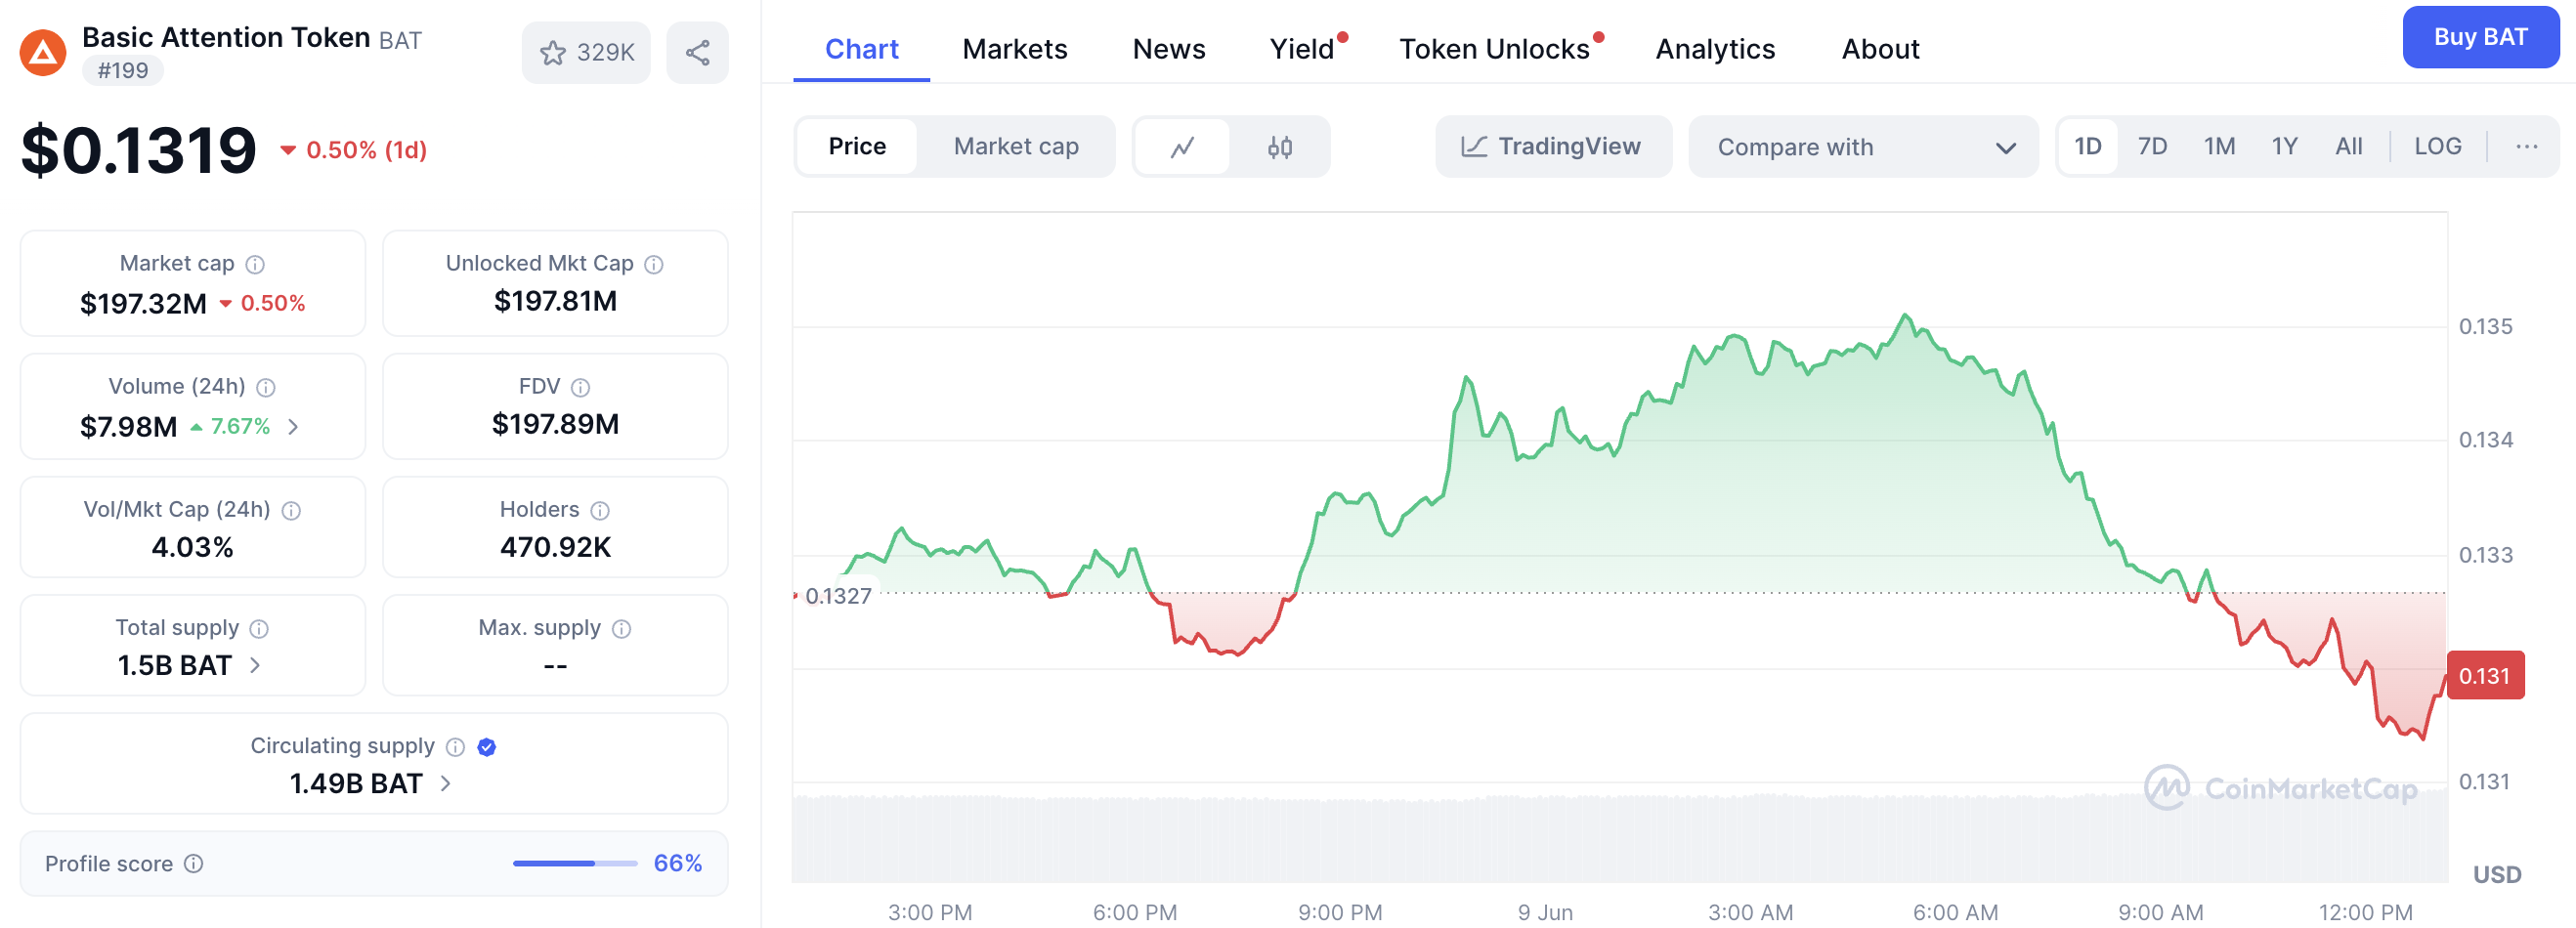 Basic Attention Token BAT
#199
329K
$0.1319 0.50% (1d)
Market cap
$197.32M 0.50%
Unlocked Mkt Cap
$197.81M
Volume (24h)
$7.98M 7.67%
FDV
$197.89M
Vol/Mkt Cap (24h)
4.03%
Holders
470.92K
Total supply
1.5B BAT
Max. supply
--
Circulating supply
1.49B BAT
Profile score 66%
Chart Markets News Yield Token Unlocks Analytics About
Buy BAT
Price Market cap TradingView Compare with 1D 7D 1M 1Y All LOG ...
0.135
0.134
0.133
0.1327
0.131
0.131
CoinMarketCap
USD
3:00 PM 6:00 PM 9:00 PM 9 Jun 3:00 AM 6:00 AM 9:00 AM 12:00 PM